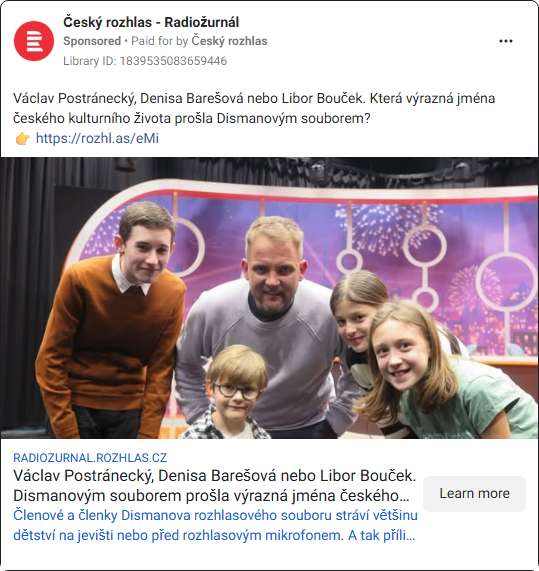 Český rozhlas - Radiožurnál
Sponsored • Paid for by Český rozhlas
Library ID: 1839535083659446
Václav Postránecký, Denisa Barešová nebo Libor Bouček. Která výrazná jména
českého kulturního života prošla Dismanovým souborem?
👉 https://rozhl.as/eMi
RADIOZURNAL.ROZHLAS.CZ
Václav Postránecký, Denisa Barešová nebo Libor Bouček.
Dismanovým souborem prošla výrazná jména českého…
Learn more
Členové a členky Dismanova rozhlasového souboru stráví většinu
dětství na jevišti nebo před rozhlasovým mikrofonem. A tak příli…